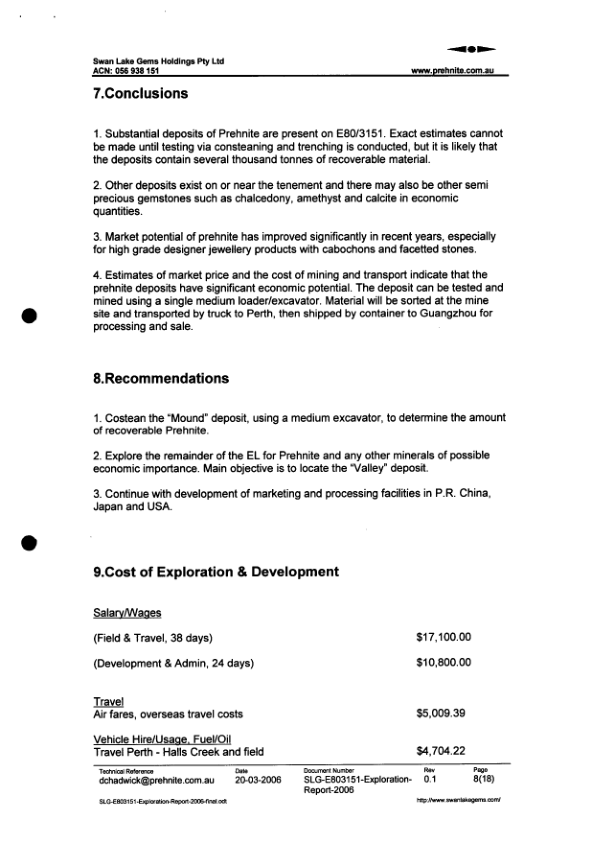 Swan Lake Gems Holdings Pty Ltd
ACN: 056 938 151 www.prehnite.com.au
7.Conclusions
1. Substantial deposits of Prehnite are present on E80/3151. Exact estimates cannot
be made until testing via consteaning and trenching is conducted, but it is likely that
the deposits contain several thousand tonnes of recoverable material.
2. Other deposits exist on or near the tenement and there may also be other semi
precious gemstones such as chalcedony, amethyst and calcite in economic
quantities.
3. Market potential of prehnite has improved significantly in recent years, especially
for high grade designer jewellery products with cabochons and facetted stones.
4. Estimates of market price and the cost of mining and transport indicate that the
prehnite deposits have significant economic potential. The deposit can be tested and
mined using a single medium loader/excavator. Material will be sorted at the mine
site and transported by truck to Perth, then shipped by container to Guangzhou for
processing and sale.
8.Recommendations
1. Costean the “Mound” deposit, using a medium excavator, to determine the amount
of recoverable Prehnite.
2. Explore the remainder of the EL for Prehnite and any other minerals of possible
economic importance. Main objective is to locate the “Valley” deposit.
3. Continue with development of marketing and processing facilities in P.R. China,
Japan and USA.
9.Cost of Exploration & Development
Salary/Wages
(Field & Travel, 38 days) $17,100.00
(Development & Admin, 24 days) $10,800.00
Travel
Air fares, overseas travel costs $5,009.39
Vehicle Hire/Usage, Fuel/Oil
Travel Perth - Halls Creek and field $4,704.22
Technical Reference Date Document Number Rev Page
dchadwick@prehnite.com.au 20-03-2006 SLG-E803151-Exploration- 0.1 8(18)
Report-2006
SLG-E803151-Exploration-Report-2006-final.odt http://www.swanlakegems.com/